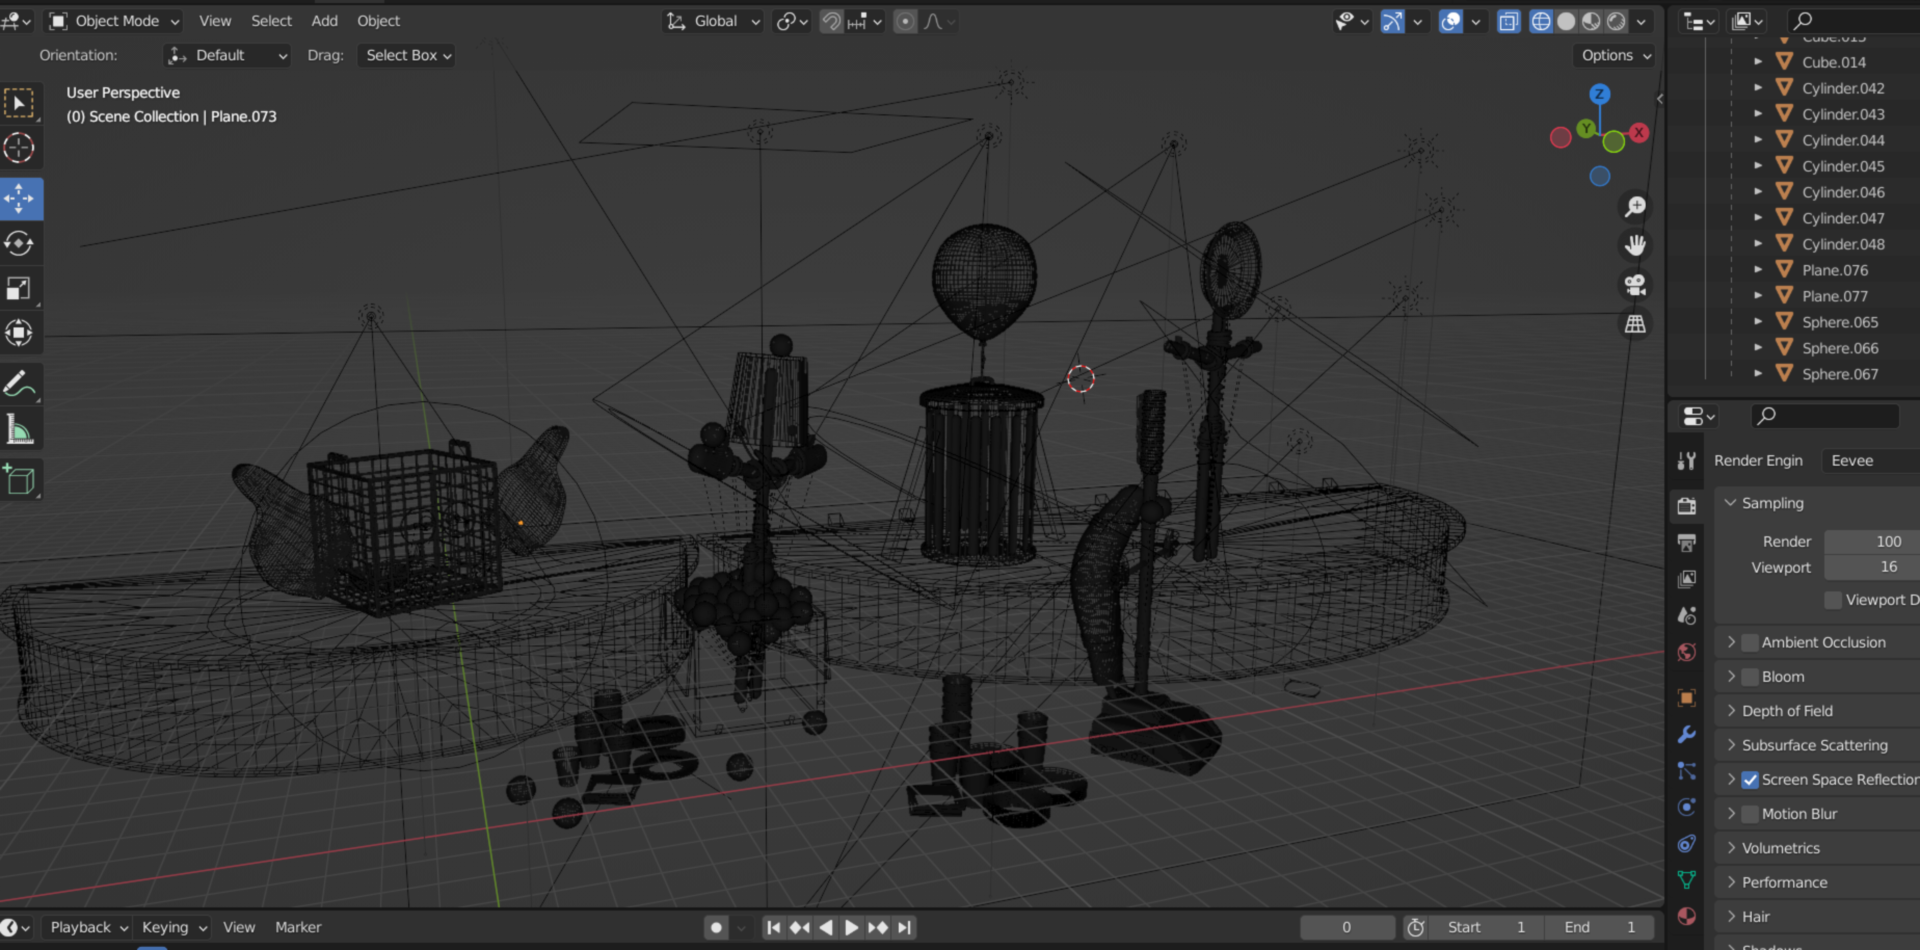 Object Mode View Select Add Object Global
Orientation: Default Drag: Select Box Options
User Perspective
(0) Scene Collection | Plane.073
Z
Y
X
Cube.013
Cube.014
Cylinder.042
Cylinder.043
Cylinder.044
Cylinder.045
Cylinder.046
Cylinder.047
Cylinder.048
Plane.076
Plane.077
Sphere.065
Sphere.066
Sphere.067
Render Engin Eevee
Sampling
Render 100
Viewport 16
Viewport D
Ambient Occlusion
Bloom
Depth of Field
Subsurface Scattering
Screen Space Reflection
Motion Blur
Volumetrics
Performance
Hair
Shadows
Playback Keying View Marker 0 Start 1 End 1